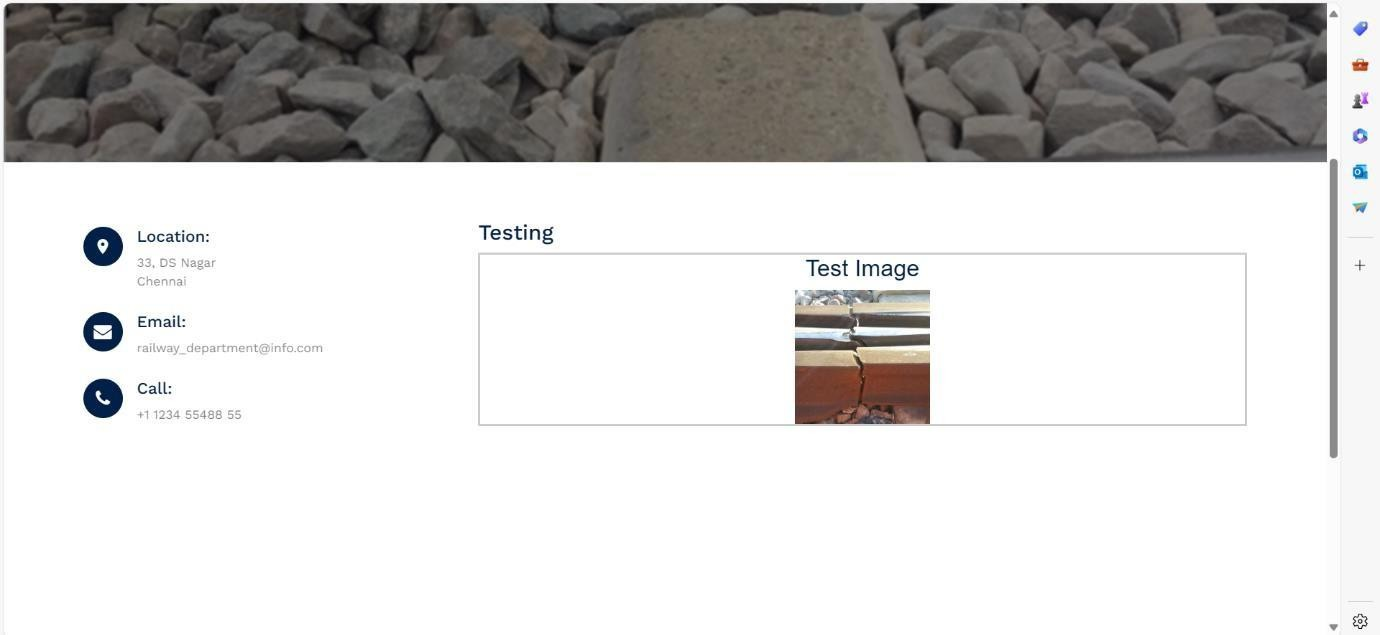 Location:
33, DS Nagar
Chennai
Email:
railway_department@info.com
Call:
+1 1234 55488 55
Testing
Test Image